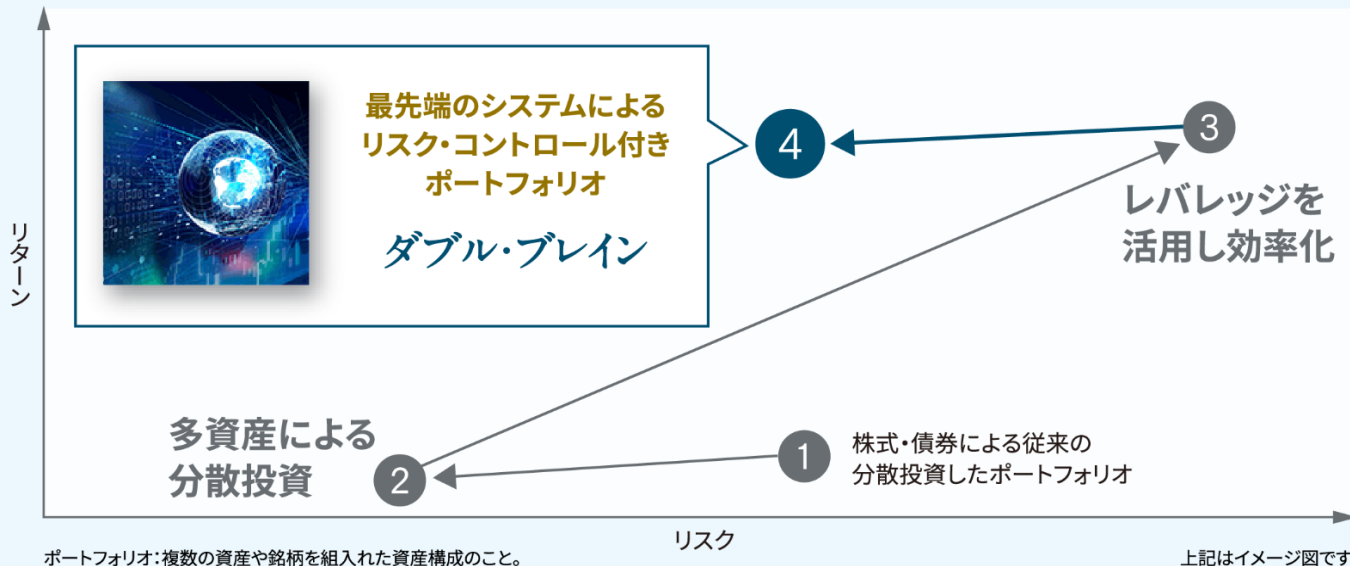 最先端のシステムによる
リスク・コントロール付き
ポートフォリオ
ダブル・ブレイン
4
3
レバレッジを
活用し効率化
リターン
多資産による
分散投資
2
1
株式・債券による従来の
分散投資したポートフォリオ
リスク
ポートフォリオ：複数の資産や銘柄を組入れた資産構成のこと。
上記はイメージ図です